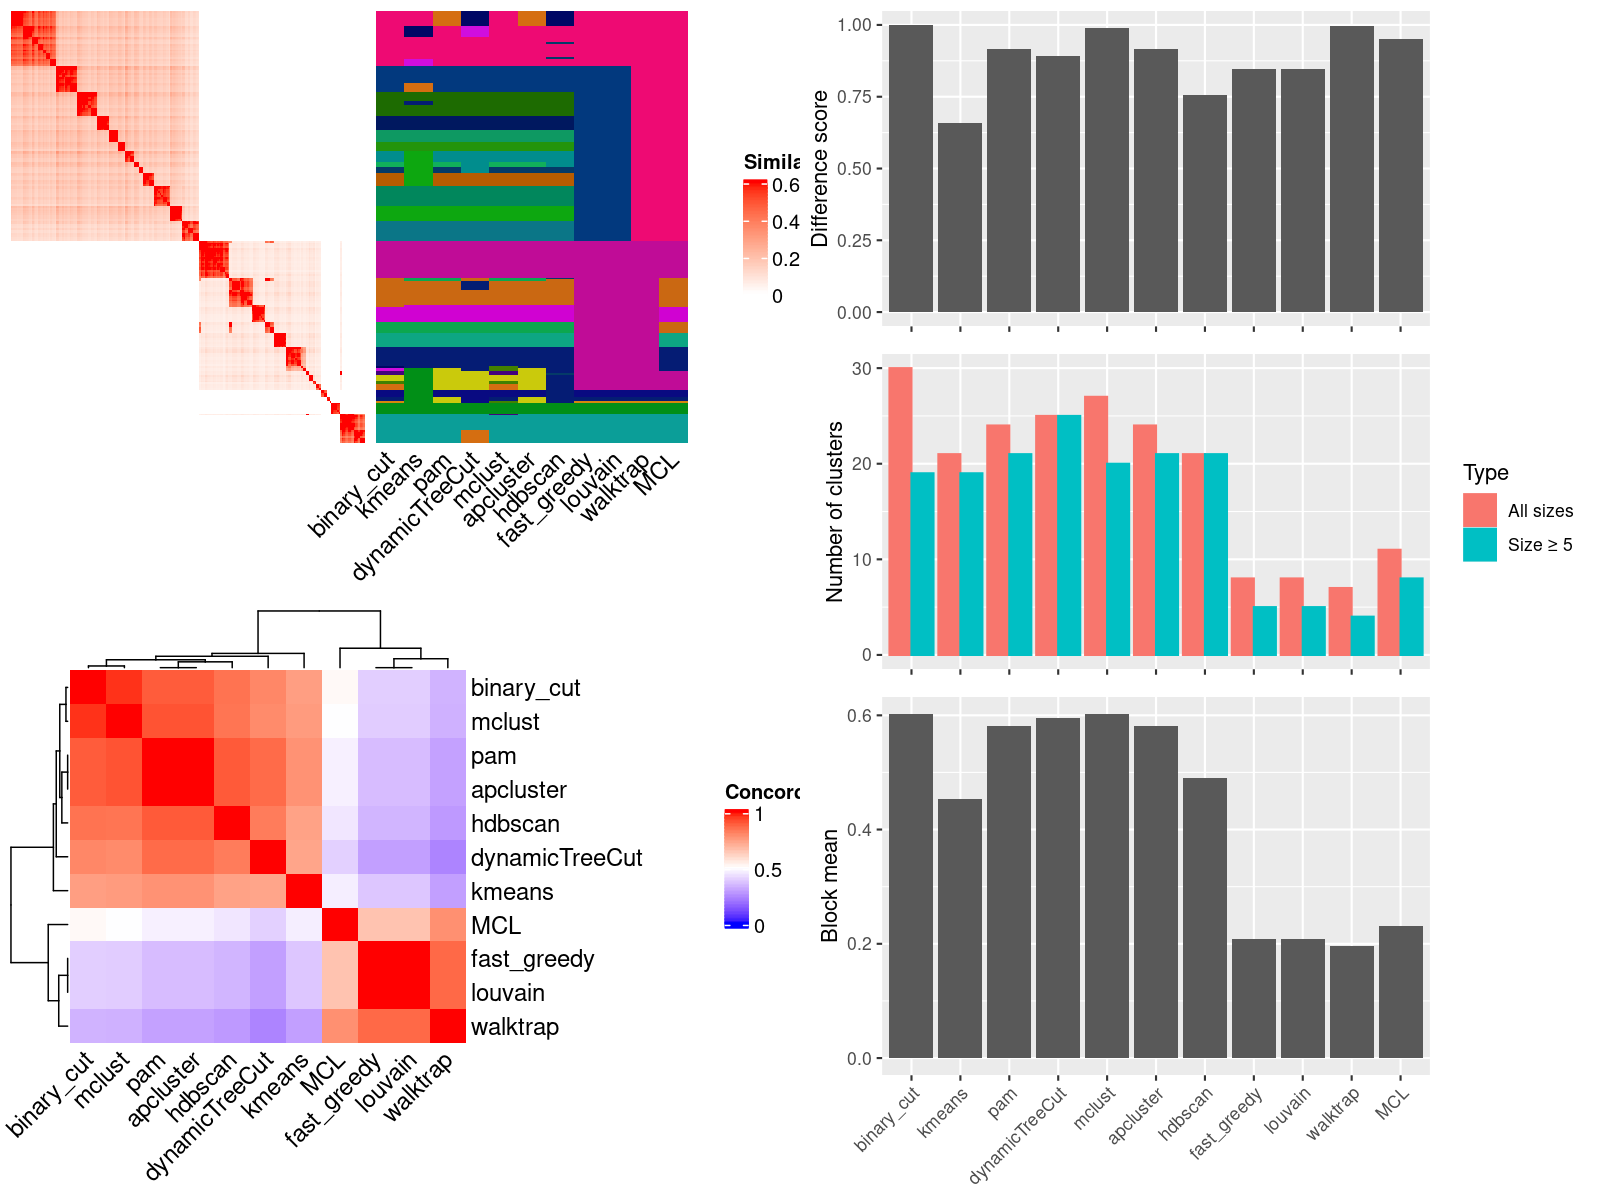 Simila
0.6
0.4
0.2
0
binary_cut
kmeans
pam
dynamicTreeCut
mclust
apcluster
hdbscan
fast_greedy
louvain
walktrap
MCL
Difference score
1.00
0.75
0.50
0.25
0.00
Number of clusters
30
20
10
0
Type
All sizes
Size ≥ 5
binary_cut
mclust
pam
apcluster
hdbscan
dynamicTreeCut
kmeans
MCL
fast_greedy
louvain
walktrap
binary_cut
mclust
pam
apcluster
hdbscan
dynamicTreeCut
kmeans
MCL
fast_greedy
louvain
walktrap
Concord
1
0.5
0
Block mean
0.6
0.4
0.2
0.0
binary_cut
kmeans
pam
dynamicTreeCut
mclust
apcluster
hdbscan
fast_greedy
louvain
walktrap
MCL